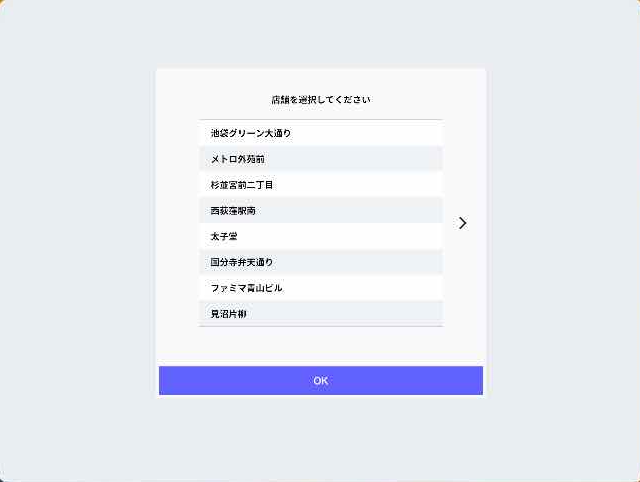 店舗を選択してください
池袋グリーン大通り
メトロ外苑前
杉並宮前二丁目
西荻窪駅南
太子堂
国分寺弁天通り
ファミマ青山ビル
見沼片柳
OK